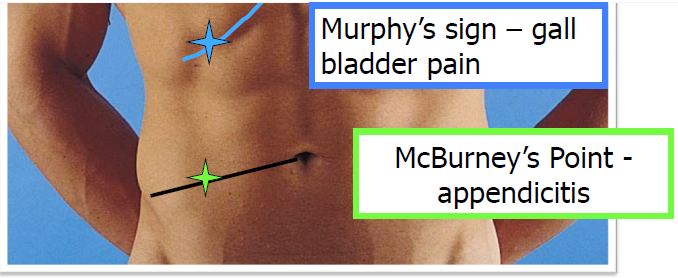 Murphy’s sign – gall
bladder pain
McBurney’s Point -
appendicitis